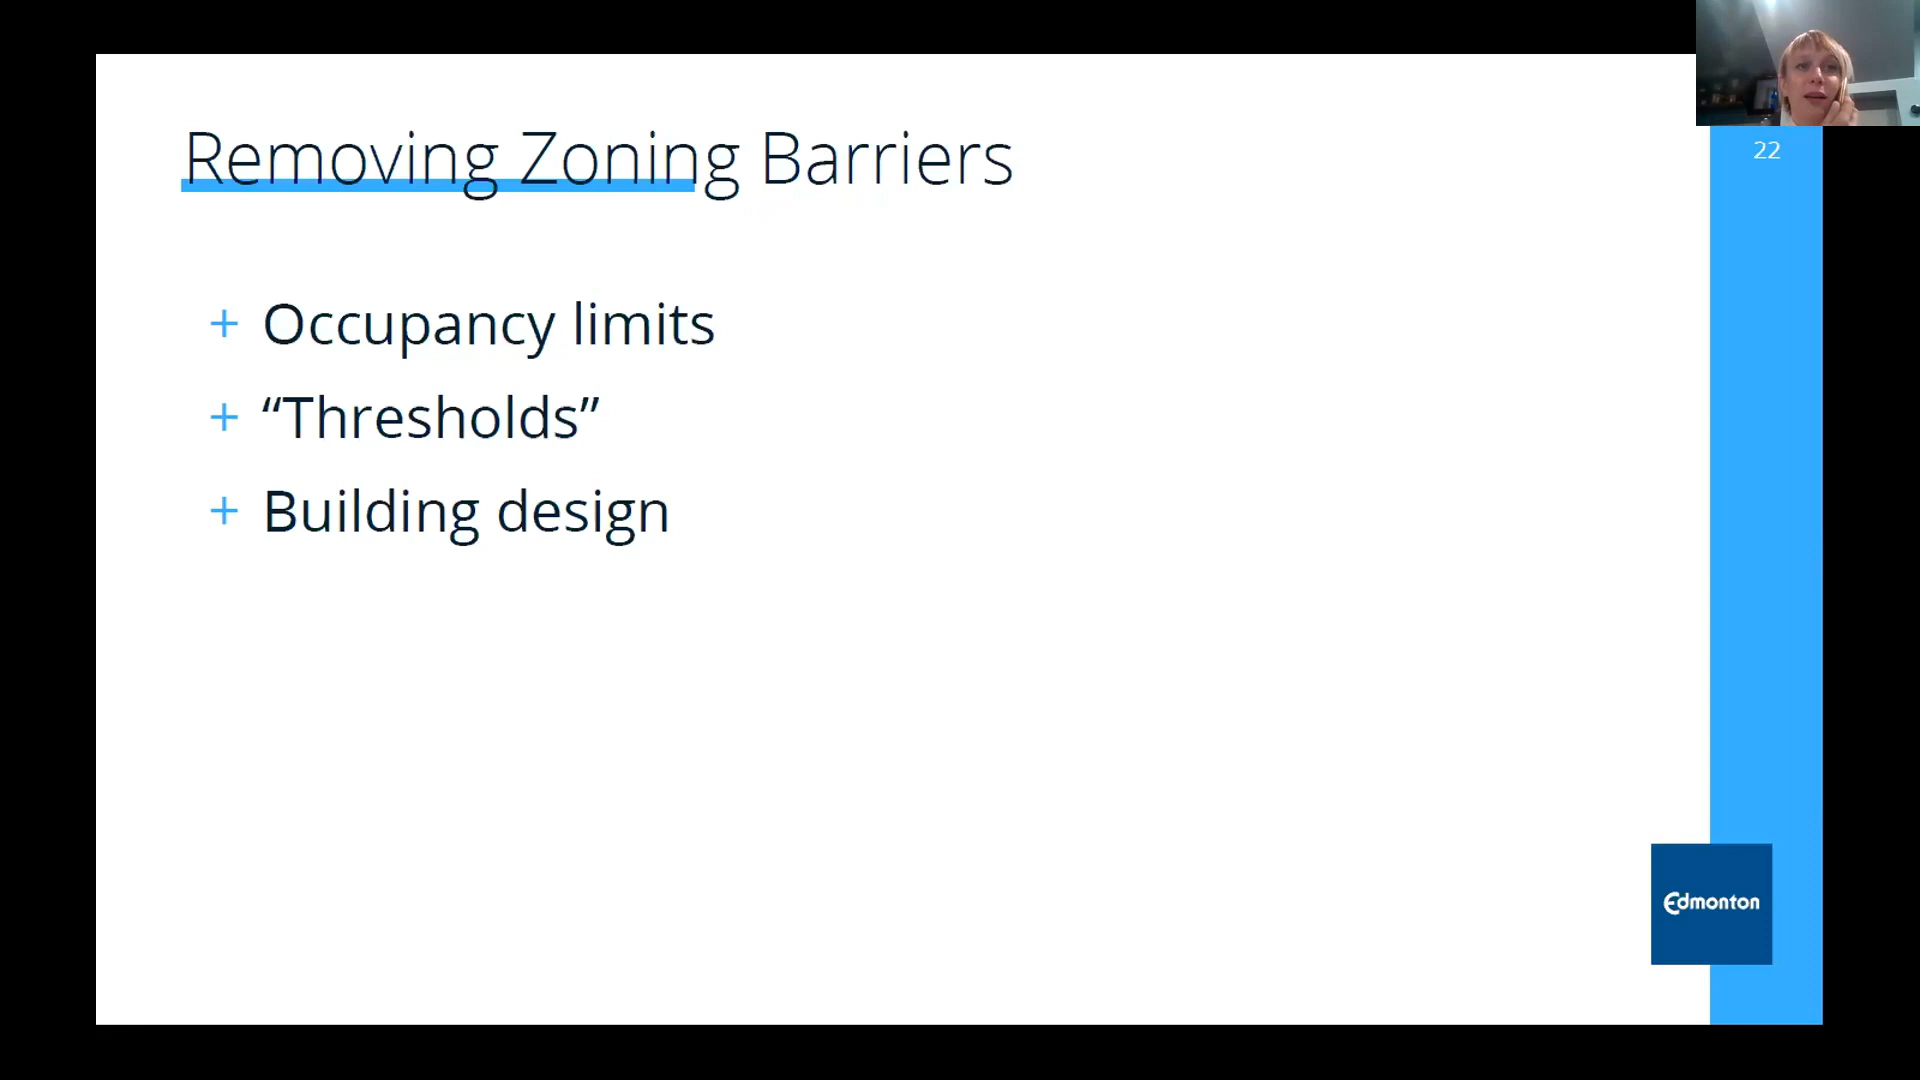 Removing Zoning Barriers
22
+ Occupancy limits
+ “Thresholds”
+ Building design
Edmonton